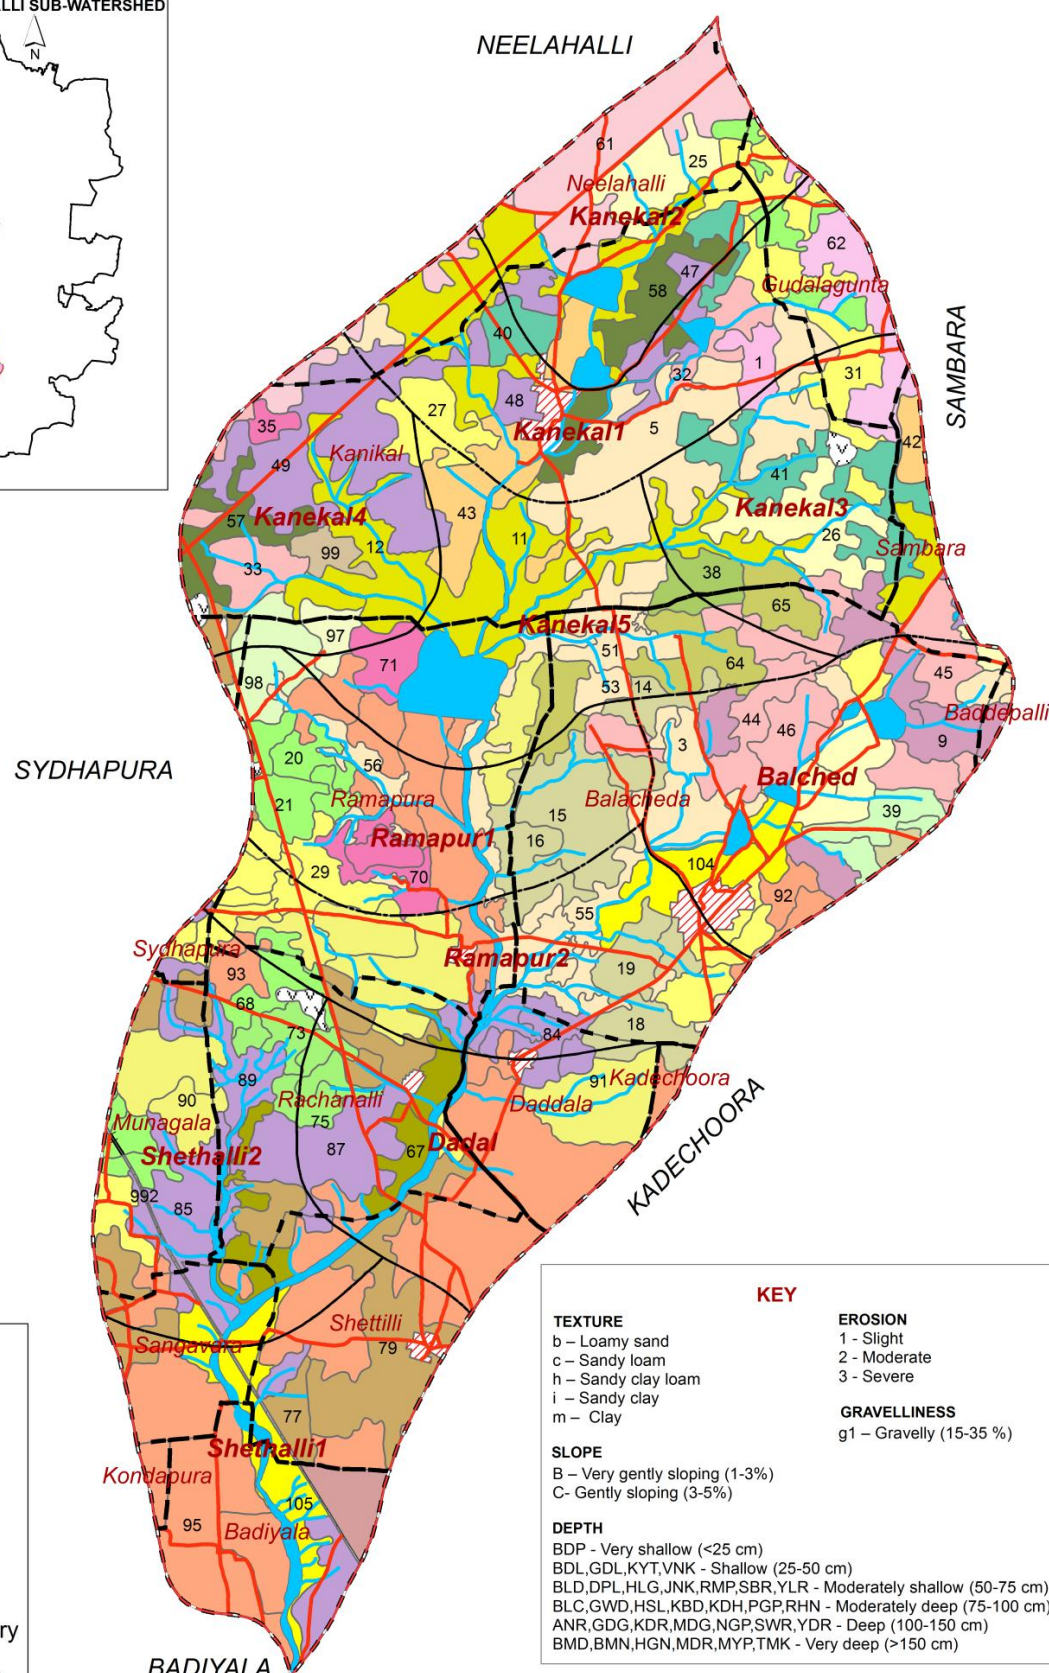 LLI SUB-WATERSHED
N
NEELAHALLI
61
25
Neelahalli
Kanekal2
62
47
58
Gudalagunta
40
SAMBARA
1
32
31
48
27
35
5
Kanekal1
42
Kanikal
49
41
Kanekal3
43
57
Kanekal4
11
26
12
99
Sambara
33
38
65
Kanekal5
97
51
71
64
45
98
53
14
44
46
3
Baddepalli
9
20
56
SYDHAPURA
Balched
21
Ramapura
Balacheda
15
39
Ramapur1
16
29
70
104
92
55
Sydhapura
Ramapur2
93
19
68
18
73
84
89
91
Kadechoora
90
Rachanalli
Daddala
75
Munagala
KADECHOORA
Dadal
87
67
Shethalli2
992
85
Shettilli
Sangavara
79
77
Shethalli1
Kondapura
105
95
Badiyala
BADIYALA
ry
KEY
TEXTURE
b – Loamy sand
c – Sandy loam
h – Sandy clay loam
i – Sandy clay
m – Clay
SLOPE
B – Very gently sloping (1-3%)
C- Gently sloping (3-5%)
EROSION
1 - Slight
2 - Moderate
3 - Severe
GRAVELLINESS
g1 – Gravelly (15-35 %)
DEPTH
BDP - Very shallow (<25 cm)
BDL,GDL,KYT,VNK - Shallow (25-50 cm)
BLD,DPL,HLG,JNK,RMP,SBR,YLR - Moderately shallow (50-75 cm)
BLC,GWD,HSL,KBD,KDH,PGP,RHN - Moderately deep (75-100 cm)
ANR,GDG,KDR,MDG,NGP,SWR,YDR - Deep (100-150 cm)
BMD,BMN,HGN,MDR,MYP,TMK - Very deep (>150 cm)